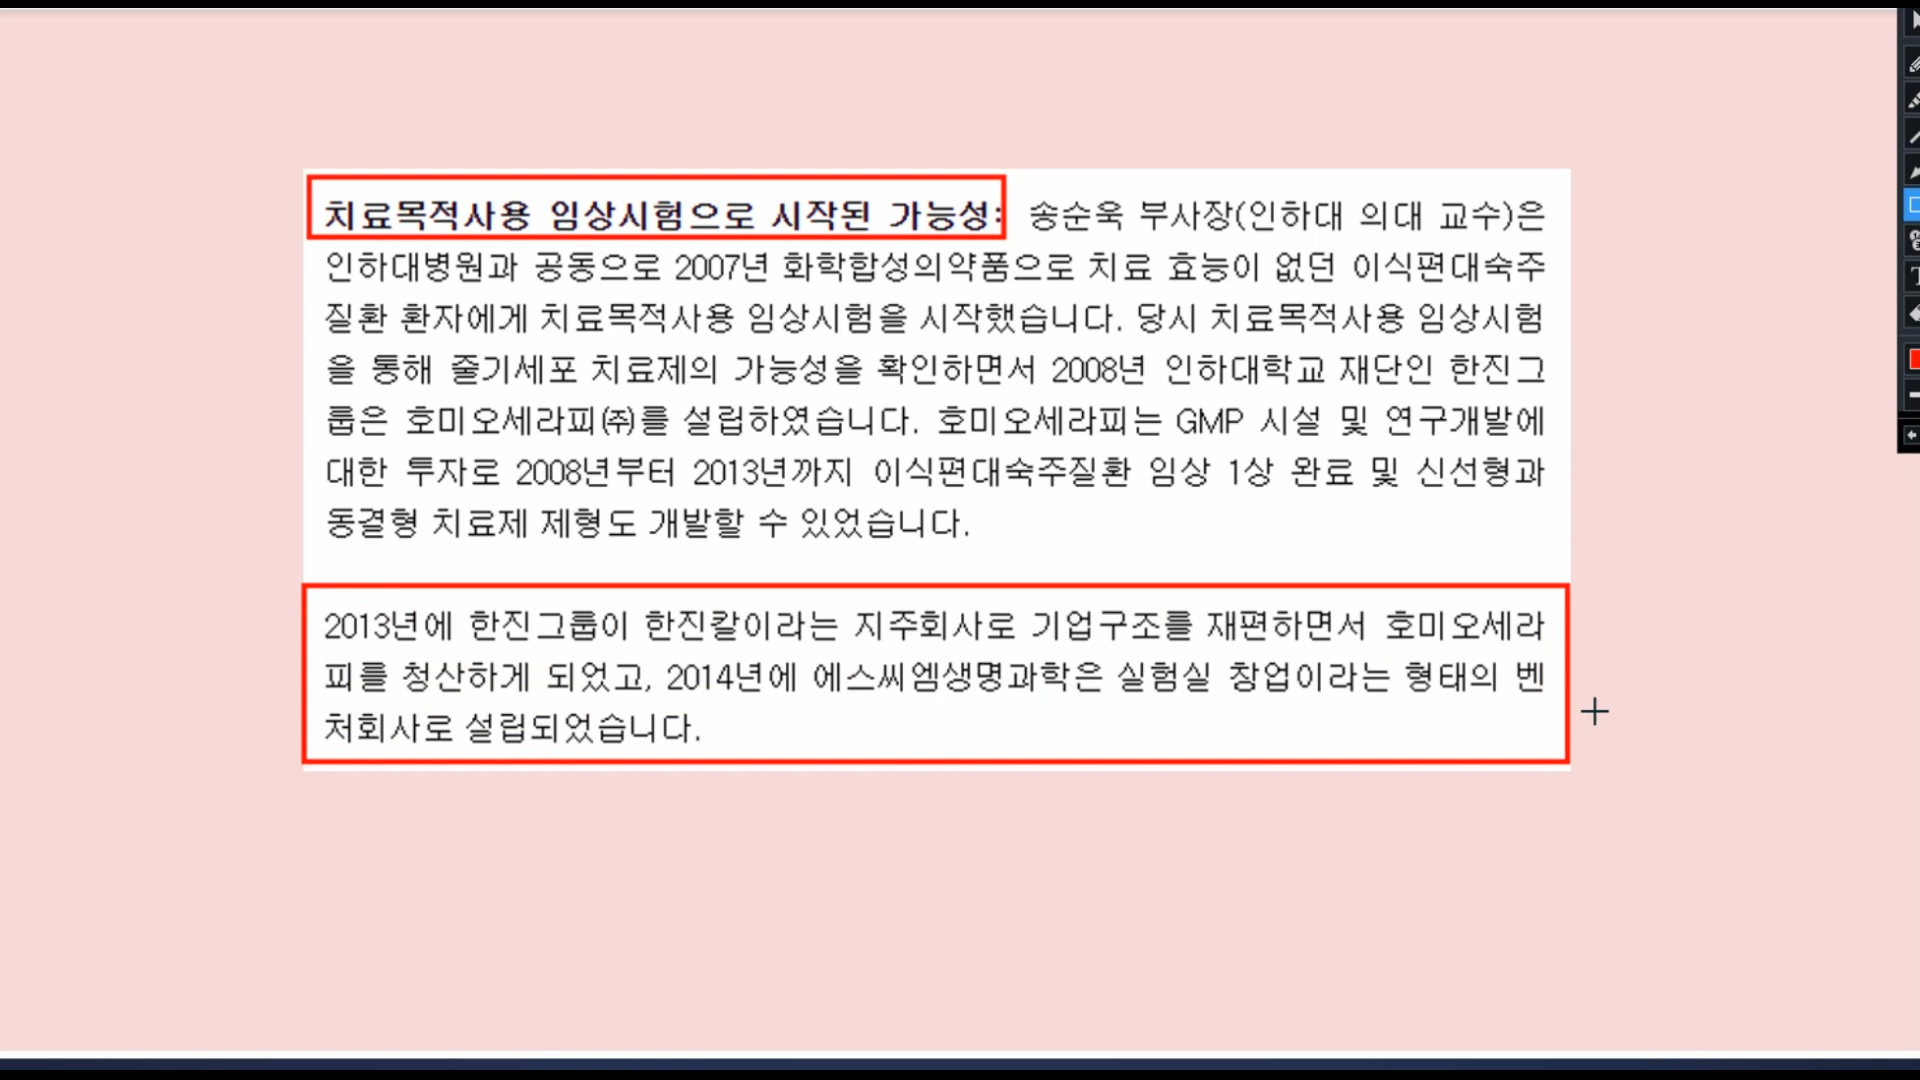 치료목적사용 임상시험으로 시작된 가능성: 송순욱 부사장(인하대 의대 교수)은
인하대병원과 공동으로 2007년 화학합성의약품으로 치료 효능이 없던 이식편대숙주
질환 환자에게 치료목적사용 임상시험을 시작했습니다. 당시 치료목적사용 임상시험
을 통해 줄기세포 치료제의 가능성을 확인하면서 2008년 인하대학교 재단인 한진그
룹은 호미오세라피㈜를 설립하였습니다. 호미오세라피는 GMP 시설 및 연구개발에
대한 투자로 2008년부터 2013년까지 이식편대숙주질환 임상 1상 완료 및 신선형과
동결형 치료제 제형도 개발할 수 있었습니다.
2013년에 한진그룹이 한진칼이라는 지주회사로 기업구조를 재편하면서 호미오세라
피를 청산하게 되었고, 2014년에 에스씨엠생명과학은 실험실 창업이라는 형태의 벤
처회사로 설립되었습니다.